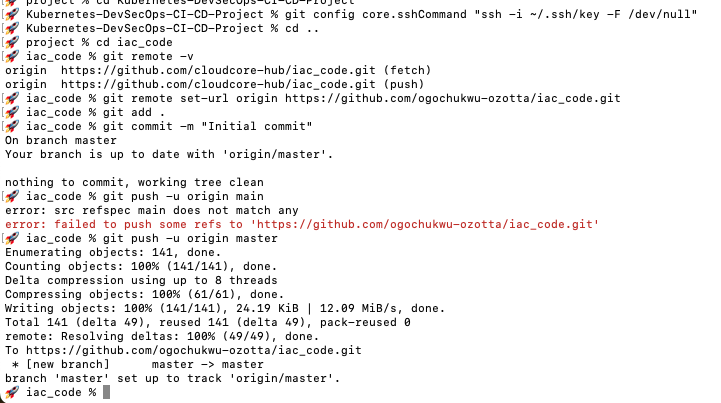 Kubernetes-DevSecOps-CI-CD-Project % cd Kubernetes-DevSecOps-CI-CD-Project
🚀 Kubernetes-DevSecOps-CI-CD-Project % git config core.sshCommand "ssh -i ~/.ssh/key -F /dev/null"
🚀 Kubernetes-DevSecOps-CI-CD-Project % cd ..
🚀 project % cd iac_code
🚀 iac_code % git remote -v
origin  https://github.com/cloudcore-hub/iac_code.git (fetch)
origin  https://github.com/cloudcore-hub/iac_code.git (push)
🚀 iac_code % git remote set-url origin https://github.com/ogochukwu-ozotta/iac_code.git
🚀 iac_code % git add .
🚀 iac_code % git commit -m "Initial commit"
On branch master
Your branch is up to date with 'origin/master'.
nothing to commit, working tree clean
🚀 iac_code % git push -u origin main
error: src refspec main does not match any
error: failed to push some refs to 'https://github.com/ogochukwu-ozotta/iac_code.git'
🚀 iac_code % git push -u origin master
Enumerating objects: 141, done.
Counting objects: 100% (141/141), done.
Delta compression using up to 8 threads
Compressing objects: 100% (61/61), done.
Writing objects: 100% (141/141), 24.19 KiB | 12.09 MiB/s, done.
Total 141 (delta 49), reused 141 (delta 49), pack-reused 0
remote: Resolving deltas: 100% (49/49), done.
To https://github.com/ogochukwu-ozotta/iac_code.git
 * [new branch]      master -> master
branch 'master' set up to track 'origin/master'.
🚀 iac_code %